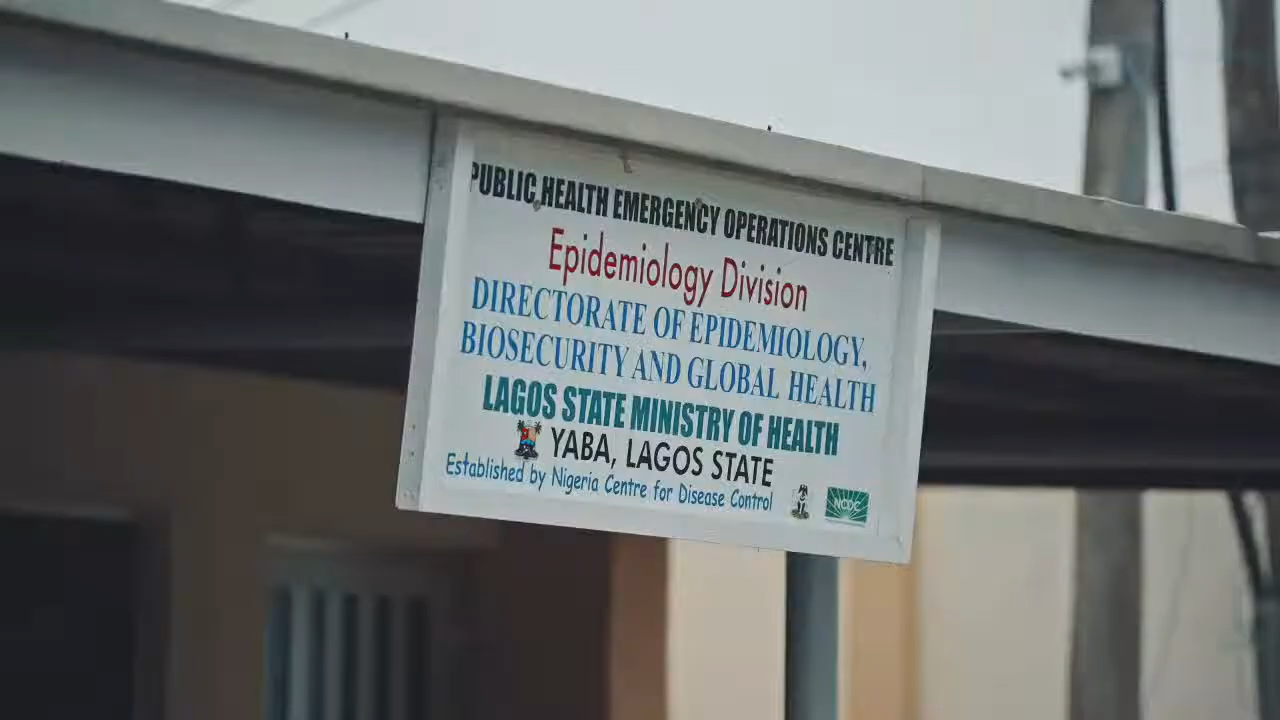 PUBLIC HEALTH EMERGENCY OPERATIONS CENTRE
Epidemiology Division
DIRECTORATE OF EPIDEMIOLOGY,
BIOSECURITY AND GLOBAL HEALTH
LAGOS STATE MINISTRY OF HEALTH
YABA, LAGOS STATE
Established by Nigeria Centre for Disease Control
NCDC